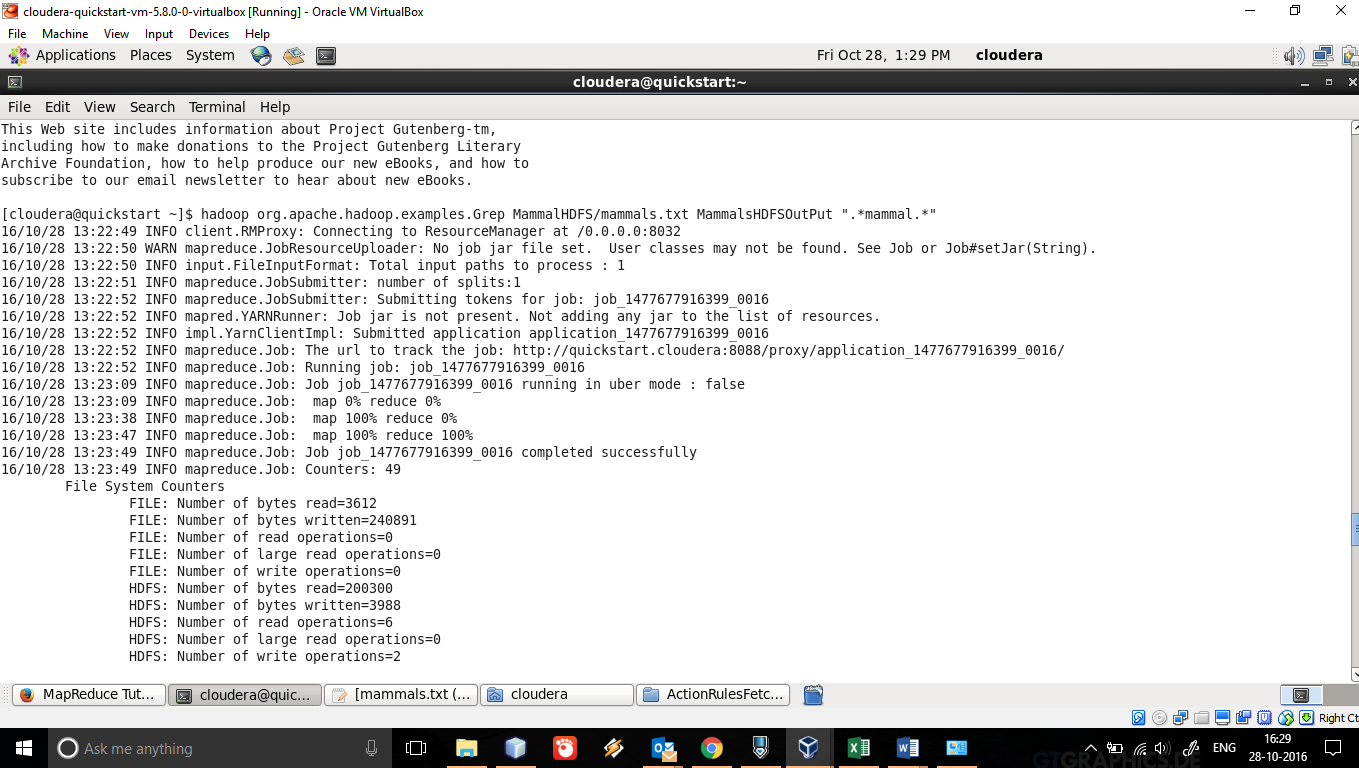 cloudera-quickstart-vm-5.8.0-0-virtualbox [Running] - Oracle VM VirtualBox
File Machine View Input Devices Help
Applications Places System Fri Oct 28, 1:29 PM cloudera
cloudera@quickstart:~
File Edit View Search Terminal Help
This Web site includes information about Project Gutenberg-tm,
including how to make donations to the Project Gutenberg Literary
Archive Foundation, how to help produce our new eBooks, and how to
subscribe to our email newsletter to hear about new eBooks.
[cloudera@quickstart ~]$ hadoop org.apache.hadoop.examples.Grep MammalHDFS/mammals.txt MammalsHDFSOutPut ".*mammal.*"
16/10/28 13:22:49 INFO client.RMProxy: Connecting to ResourceManager at /0.0.0.0:8032
16/10/28 13:22:50 WARN mapreduce.JobResourceUploader: No job jar file set.  User classes may not be found. See Job or Job#setJar(String).
16/10/28 13:22:50 INFO input.FileInputFormat: Total input paths to process : 1
16/10/28 13:22:51 INFO mapreduce.JobSubmitter: number of splits:1
16/10/28 13:22:52 INFO mapreduce.JobSubmitter: Submitting tokens for job: job_1477677916399_0016
16/10/28 13:22:52 INFO mapred.YARNRunner: Job jar is not present. Not adding any jar to the list of resources.
16/10/28 13:22:52 INFO impl.YarnClientImpl: Submitted application application_1477677916399_0016
16/10/28 13:22:52 INFO mapreduce.Job: The url to track the job: http://quickstart.cloudera:8088/proxy/application_1477677916399_0016/
16/10/28 13:22:52 INFO mapreduce.Job: Running job: job_1477677916399_0016
16/10/28 13:23:09 INFO mapreduce.Job: Job job_1477677916399_0016 running in uber mode : false
16/10/28 13:23:09 INFO mapreduce.Job:  map 0% reduce 0%
16/10/28 13:23:38 INFO mapreduce.Job:  map 100% reduce 0%
16/10/28 13:23:47 INFO mapreduce.Job:  map 100% reduce 100%
16/10/28 13:23:49 INFO mapreduce.Job: Job job_1477677916399_0016 completed successfully
16/10/28 13:23:49 INFO mapreduce.Job: Counters: 49
File System Counters
FILE: Number of bytes read=3612
FILE: Number of bytes written=240891
FILE: Number of read operations=0
FILE: Number of large read operations=0
FILE: Number of write operations=0
HDFS: Number of bytes read=200300
HDFS: Number of bytes written=3988
HDFS: Number of read operations=6
HDFS: Number of large read operations=0
HDFS: Number of write operations=2
MapReduce Tut... cloudera@quic... [mammals.txt (... cloudera ActionRulesFetc...
Right Ct
Ask me anything ENG 16:29
28-10-2016
GTGRAPHICS.DE